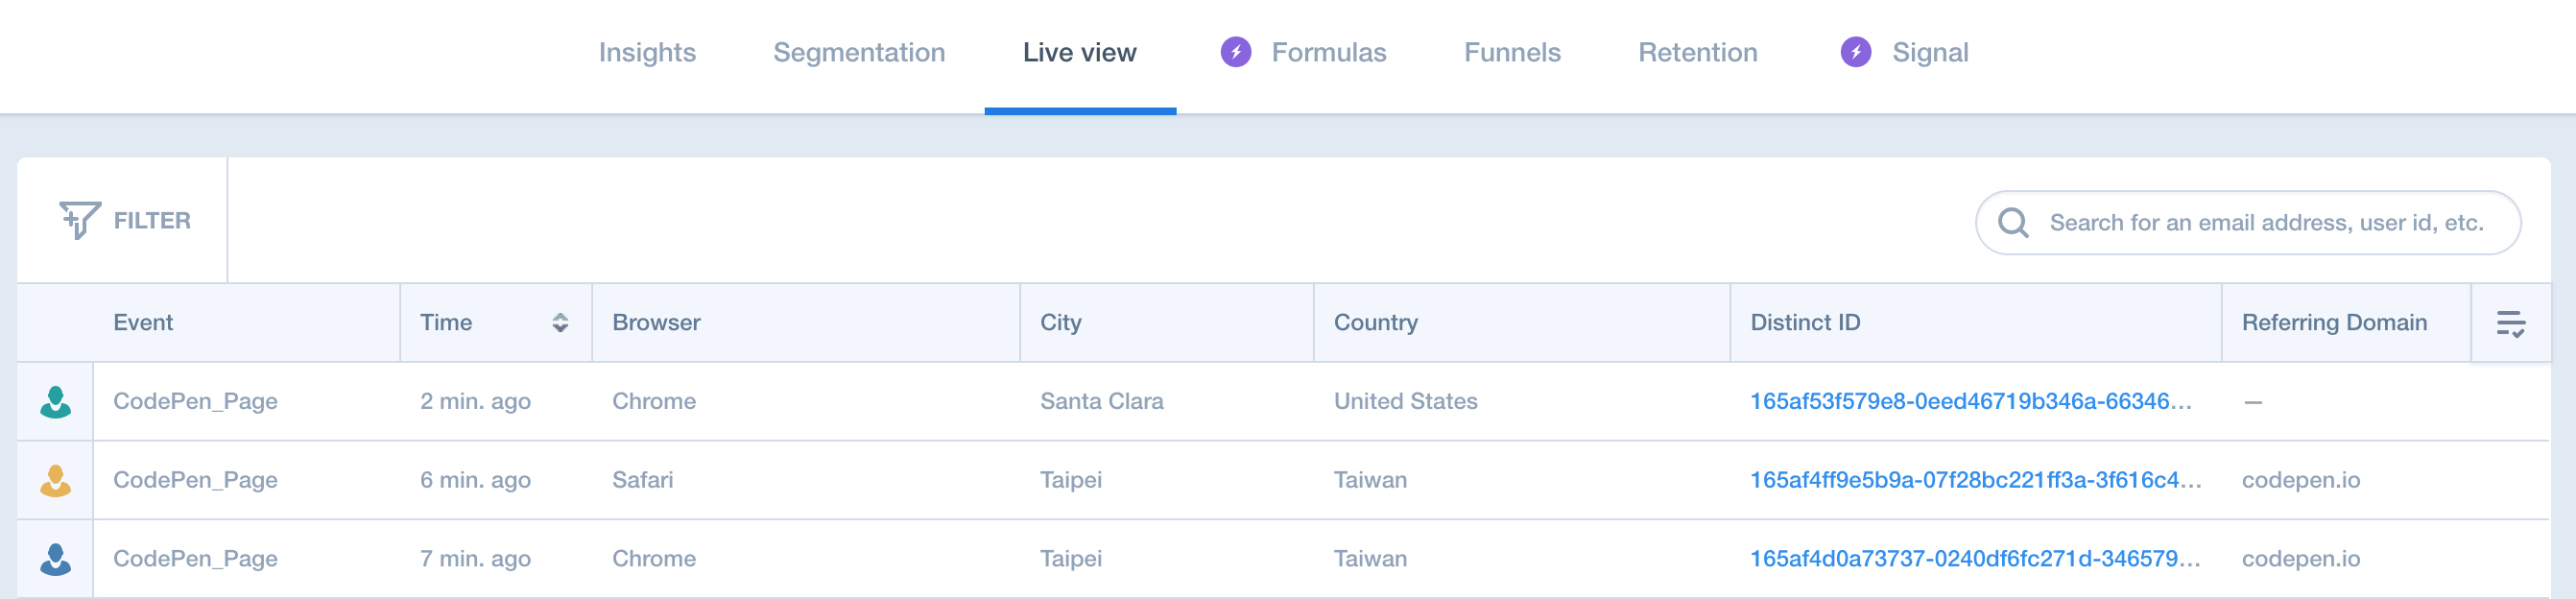 Insights Segmentation Live view Formulas Funnels Retention Signal
FILTER Search for an email address, user id, etc.
Event Time Browser City Country Distinct ID Referring Domain
CodePen_Page 2 min. ago Chrome Santa Clara United States 165af53f579e8-0eed46719b346a-66346... —
CodePen_Page 6 min. ago Safari Taipei Taiwan 165af4ff9e5b9a-07f28bc221ff3a-3f616c4... codepen.io
CodePen_Page 7 min. ago Chrome Taipei Taiwan 165af4d0a73737-0240df6fc271d-346579... codepen.io